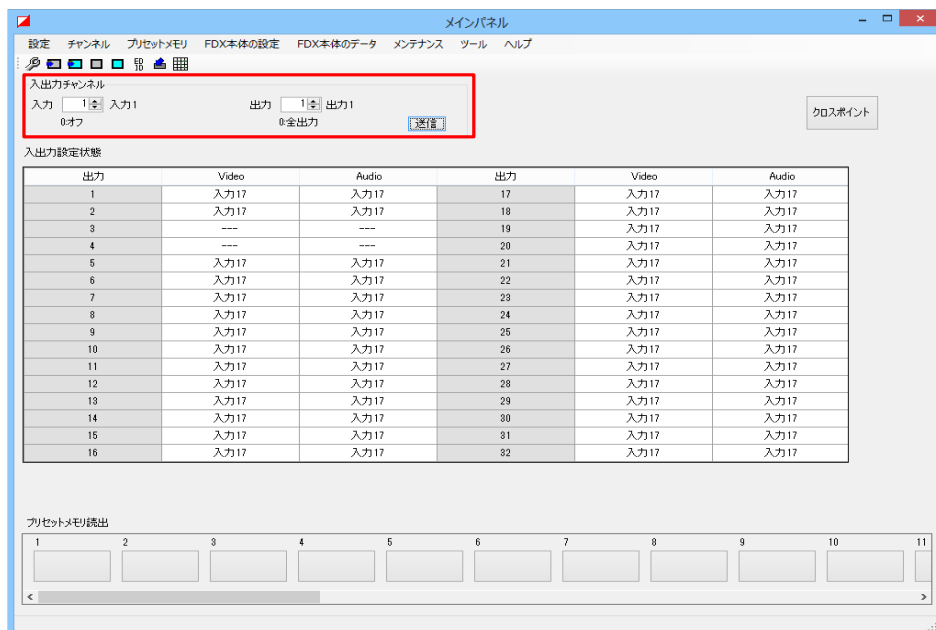 メインパネル
設定 チャンネル プリセットメモリ FDX本体の設定 FDX本体のデータ メンテナンス ツール ヘルプ
ED
ID
入出力チャンネル
入力 1 入力1 出力 1 出力1
0:オフ 0:全出力 送信
クロスポイント
入出力設定状態
出力 Video Audio 出力 Video Audio
1 入力17 入力17 17 入力17 入力17
2 入力17 入力17 18 入力17 入力17
3 --- --- 19 入力17 入力17
4 --- --- 20 入力17 入力17
5 入力17 入力17 21 入力17 入力17
6 入力17 入力17 22 入力17 入力17
7 入力17 入力17 23 入力17 入力17
8 入力17 入力17 24 入力17 入力17
9 入力17 入力17 25 入力17 入力17
10 入力17 入力17 26 入力17 入力17
11 入力17 入力17 27 入力17 入力17
12 入力17 入力17 28 入力17 入力17
13 入力17 入力17 29 入力17 入力17
14 入力17 入力17 30 入力17 入力17
15 入力17 入力17 31 入力17 入力17
16 入力17 入力17 32 入力17 入力17
プリセットメモリ読出
1 2 3 4 5 6 7 8 9 10 11